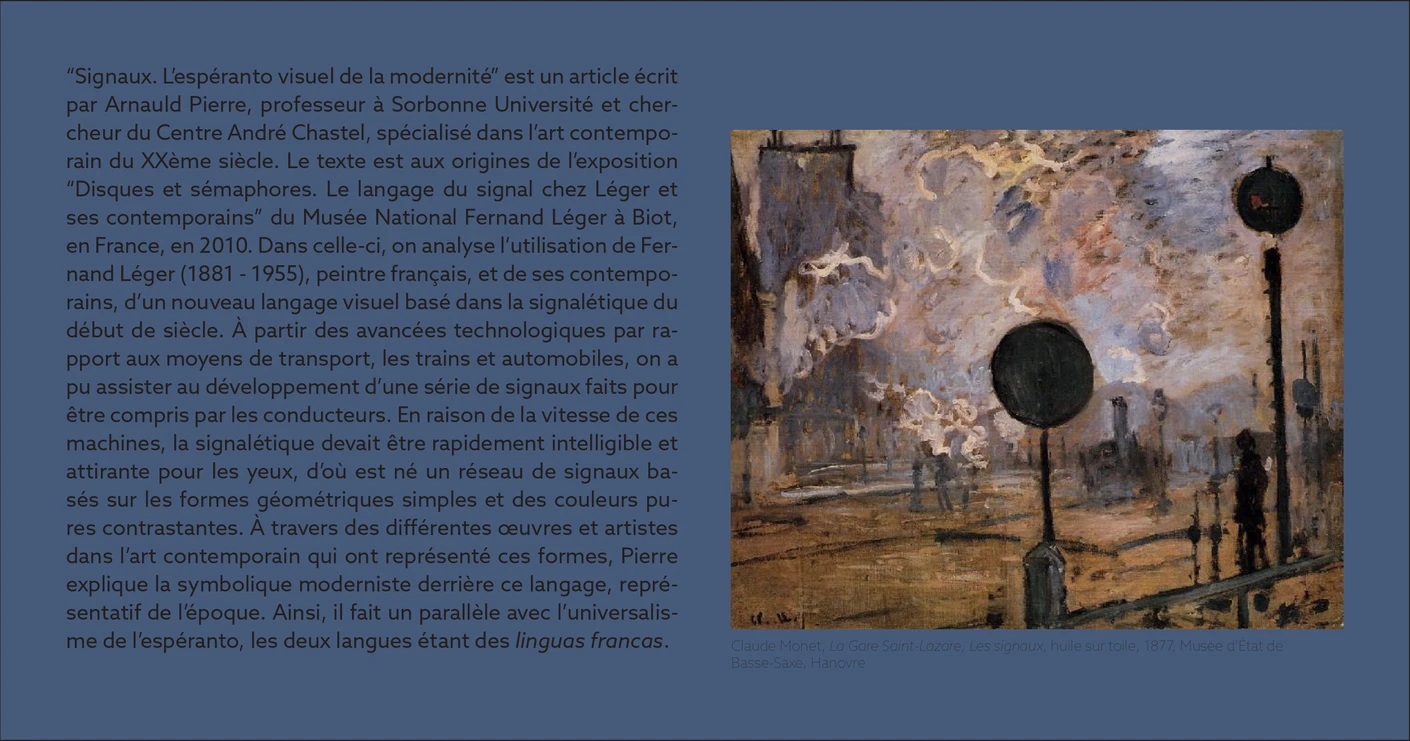 “Signaux. L’espéranto visuel de la modernité” est un article écrit
par Arnauld Pierre, professeur à Sorbonne Université et cher-
cheur du Centre André Chastel, spécialisé dans l’art contempo-
rain du XXème siècle. Le texte est aux origines de l’exposition
“Disques et sémaphores. Le langage du signal chez Léger et
ses contemporains” du Musée National Fernand Léger à Biot,
en France, en 2010. Dans celle-ci, on analyse l’utilisation de Fer-
nand Léger (1881 - 1955), peintre français, et de ses contempo-
rains, d’un nouveau langage visuel basé dans la signalétique du
début de siècle. À partir des avancées technologiques par ra-
pport aux moyens de transport, les trains et automobiles, on a
pu assister au développement d’une série de signaux faits pour
être compris par les conducteurs. En raison de la vitesse de ces
machines, la signalétique devait être rapidement intelligible et
attirante pour les yeux, d’où est né un réseau de signaux ba-
sés sur les formes géométriques simples et des couleurs pu-
res contrastantes. À travers des différentes œuvres et artistes
dans l’art contemporain qui ont représenté ces formes, Pierre
explique la symbolique moderniste derrière ce langage, repré-
sentatif de l’époque. Ainsi, il fait un parallèle avec l’universalis-
me de l’espéranto, les deux langues étant des linguas francas.
Claude Monet, La Gare Saint-Lazare, Les signaux, huile sur toile, 1877, Musée d’État de
Basse-Saxe, Hanovre